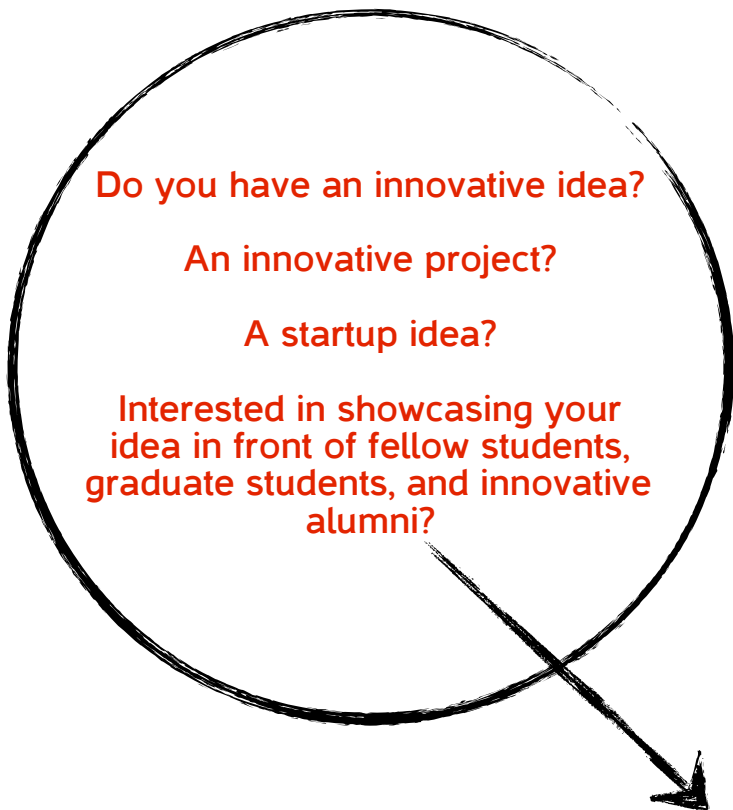 Do you have an innovative idea?
An innovative project?
A startup idea?
Interested in showcasing your
idea in front of fellow students,
graduate students, and innovative
alumni?